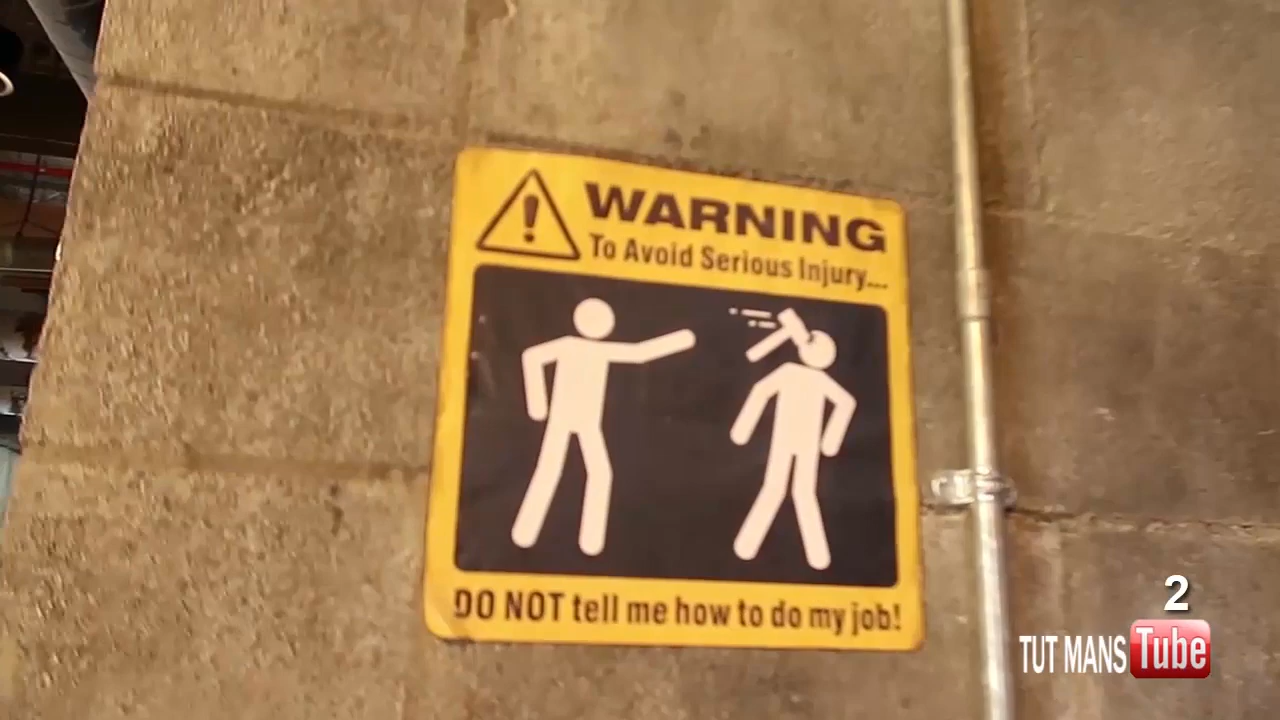 WARNING
To Avoid Serious Injury...
DO NOT tell me how to do my job!
2
TUT MANS Tube